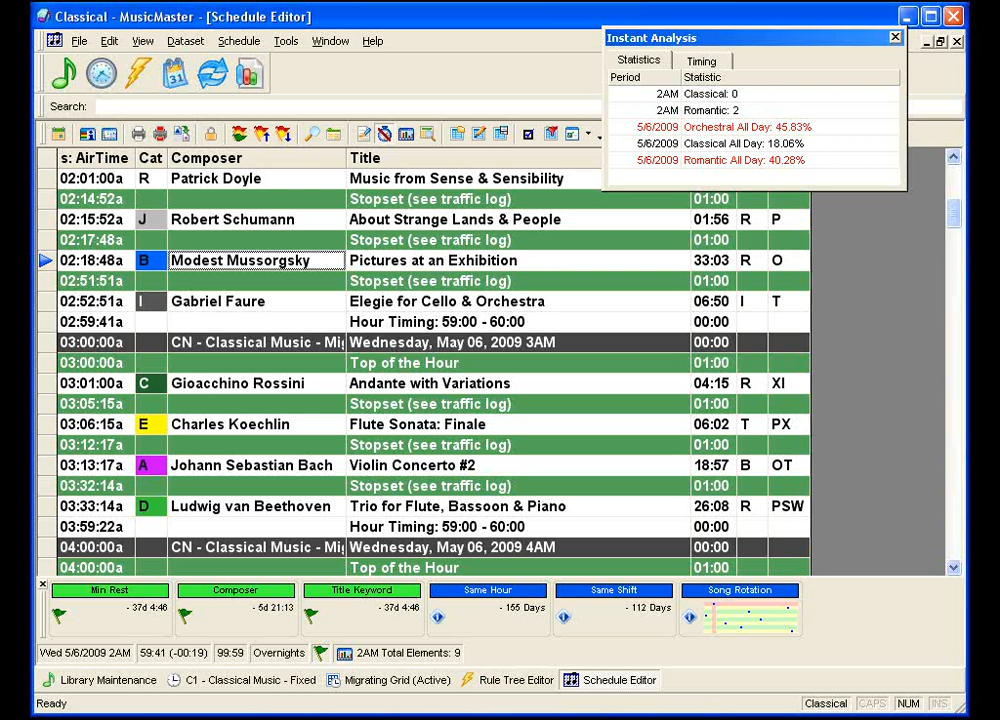 Classical - MusicMaster - [Schedule Editor]
File Edit View Dataset Schedule Tools Window Help
Search:
Instant Analysis
Statistics Timing
Period Statistic
2AM Classical: 0
2AM Romantic: 2
5/6/2009 Orchestral All Day: 45.83%
5/6/2009 Classical All Day: 18.06%
5/6/2009 Romantic All Day: 40.28%
s: AirTime Cat Composer Title
02:01:00a R Patrick Doyle Music from Sense & Sensibility
02:14:52a Stopset (see traffic log) 01:00
02:15:52a J Robert Schumann About Strange Lands & People 01:56 R P
02:17:48a Stopset (see traffic log) 01:00
02:18:48a B Modest Mussorgsky Pictures at an Exhibition 33:03 R O
02:51:51a Stopset (see traffic log) 01:00
02:52:51a I Gabriel Faure Elegie for Cello & Orchestra 06:50 I T
02:59:41a Hour Timing: 59:00 - 60:00 00:00
03:00:00a CN - Classical Music - Mi Wednesday, May 06, 2009 3AM 00:00
03:00:00a Top of the Hour 01:00
03:01:00a C Gioacchino Rossini Andante with Variations 04:15 R XI
03:05:15a Stopset (see traffic log) 01:00
03:06:15a E Charles Koechlin Flute Sonata: Finale 06:02 T PX
03:12:17a Stopset (see traffic log) 01:00
03:13:17a A Johann Sebastian Bach Violin Concerto #2 18:57 B OT
03:32:14a Stopset (see traffic log) 01:00
03:33:14a D Ludwig van Beethoven Trio for Flute, Bassoon & Piano 26:08 R PSW
03:59:22a Hour Timing: 59:00 - 60:00 00:00
04:00:00a CN - Classical Music - Mi Wednesday, May 06, 2009 4AM 00:00
04:00:00a Top of the Hour 01:00
Min Rest Composer Title Keyword Same Hour Same Shift Song Rotation
- 37d 4:46 - 5d 21:13 - 37d 4:46 - 155 Days - 112 Days
Wed 5/6/2009 2AM 59:41 (-00:19) 99:59 Overnights 2AM Total Elements: 9
Library Maintenance C1 - Classical Music - Fixed Migrating Grid (Active) Rule Tree Editor Schedule Editor
Ready Classical CAPS NUM INS